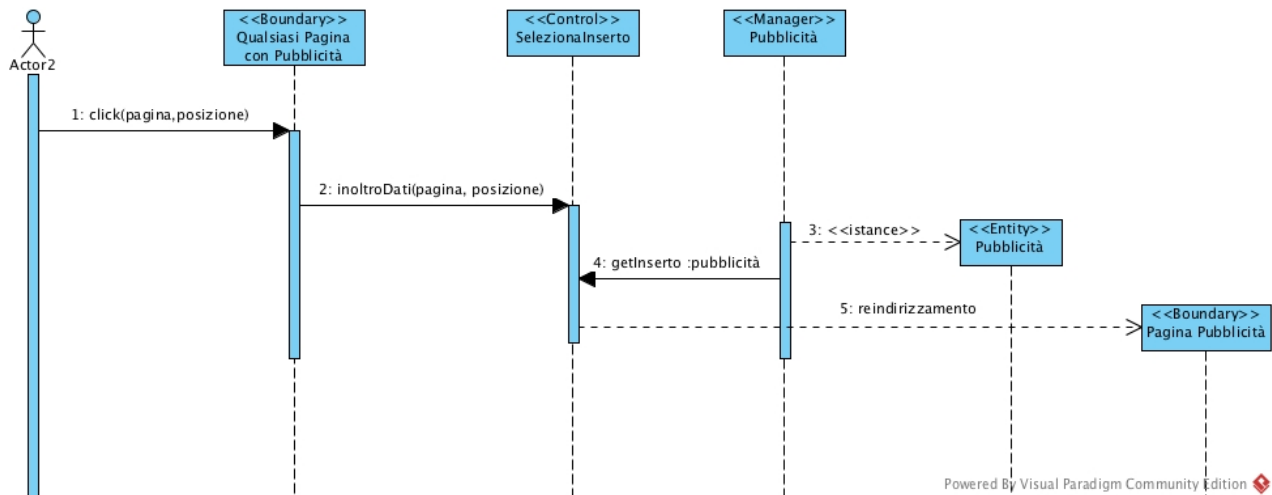 Actor2
<<Boundary>>
Qualsiasi Pagina
con Pubblicità
<<Control>>
SelezionaInserto
<<Manager>>
Pubblicità
1: click(pagina,posizione)
2: inoltroDati(pagina, posizione)
3: <<istance>>
<<Entity>>
Pubblicità
4: getInserto :pubblicità
5: reindirizzamento
<<Boundary>>
Pagina Pubblicità
Powered By Visual Paradigm Community Edition